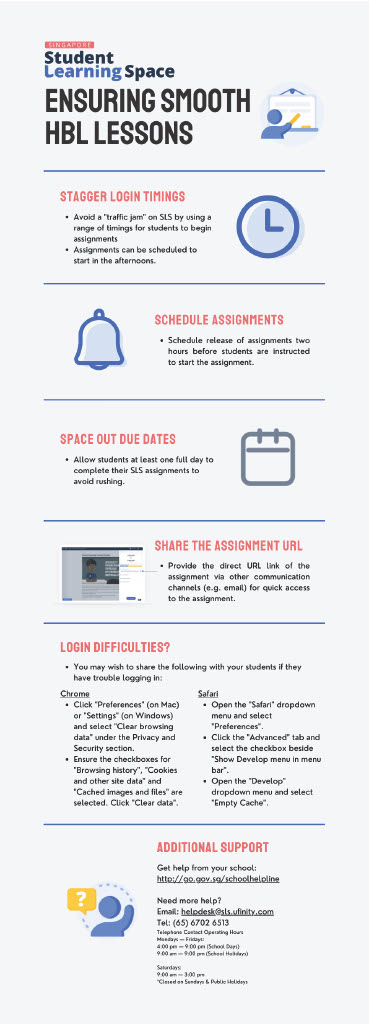 SINGAPORE
Student
Learning Space
ENSURING SMOOTH
HBL LESSONS
STAGGER LOGIN TIMINGS
• Avoid a "traffic jam" on SLS by using a
range of timings for students to begin
assignments
• Assignments can be scheduled to
start in the afternoons.
SCHEDULE ASSIGNMENTS
• Schedule release of assignments two
hours before students are instructed
to start the assignment.
SPACE OUT DUE DATES
• Allow students at least one full day to
complete their SLS assignments to
avoid rushing.
SHARE THE ASSIGNMENT URL
• Provide the direct URL link of the
assignment via other communication
channels (e.g. email) for quick access
to the assignment.
LOGIN DIFFICULTIES?
• You may wish to share the following with your students if they
have trouble logging in:
Chrome
• Click "Preferences" (on Mac)
or "Settings" (on Windows)
and select "Clear browsing
data" under the Privacy and
Security section.
• Ensure the checkboxes for
"Browsing history", "Cookies
and other site data" and
"Cached images and files" are
selected. Click "Clear data".
Safari
• Open the "Safari" dropdown
menu and select
"Preferences".
• Click the "Advanced" tab and
select the checkbox beside
"Show Develop menu in menu
bar".
• Open the "Develop"
dropdown menu and select
"Empty Cache".
ADDITIONAL SUPPORT
Get help from your school:
http://go.gov.sg/schoolhelpline
Need more help?
Email: helpdesk@sls.ufinity.com
Tel: (65) 6702 6513
Telephone Contact Operating Hours
Mondays – Fridays:
4:00 pm – 9:00 pm (School Days)
9:00 am – 9:00 pm (School Holidays)
Saturdays:
9:00 am – 3:00 pm
*Closed on Sundays & Public Holidays